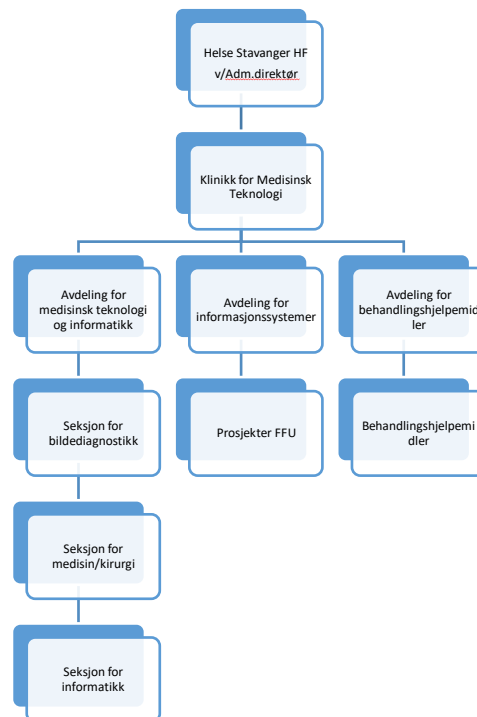 Helse Stavanger HF
v/Adm.direktør
Klinikk for Medisinsk
Teknologi
Avdeling for
medisinsk teknologi
og informatikk
Avdeling for
informasjonssystemer
Avdeling for
behandlingshjelpemid
ler
Seksjon for
bildediagnostikk
Prosjekter FFU
Behandlingshjelpemi
dler
Seksjon for
medisin/kirurgi
Seksjon for
informatikk